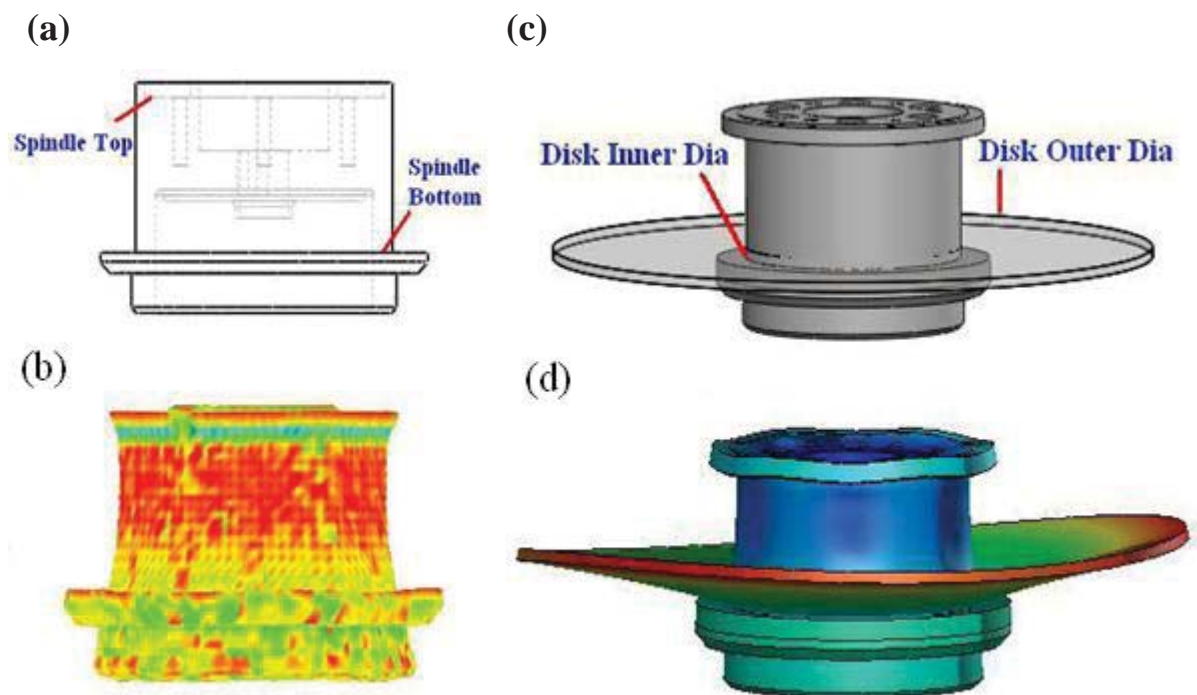 (a)
Spindle Top
Spindle
Bottom
(c)
Disk Inner Dia
Disk Outer Dia
(b)
(d)